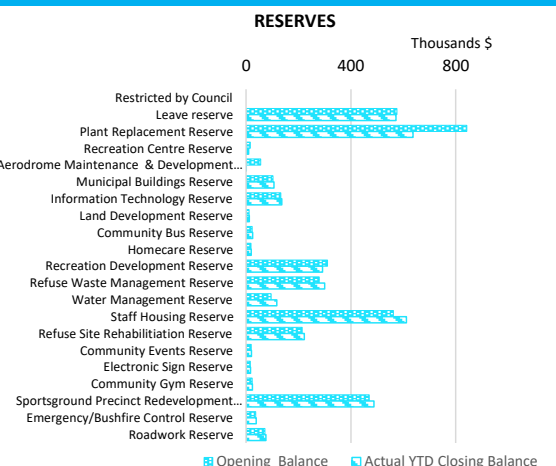 RESERVES
Thousands $
0 400 800
Restricted by Council
Leave reserve
Plant Replacement Reserve
Recreation Centre Reserve
Aerodrome Maintenance & Development...
Municipal Buildings Reserve
Information Technology Reserve
Land Development Reserve
Community Bus Reserve
Homecare Reserve
Recreation Development Reserve
Refuse Waste Management Reserve
Water Management Reserve
Staff Housing Reserve
Refuse Site Rehabilitiation Reserve
Community Events Reserve
Electronic Sign Reserve
Community Gym Reserve
Sportsground Precinct Redevelopment...
Emergency/Bushfire Control Reserve
Roadwork Reserve
Opening Balance Actual YTD Closing Balance